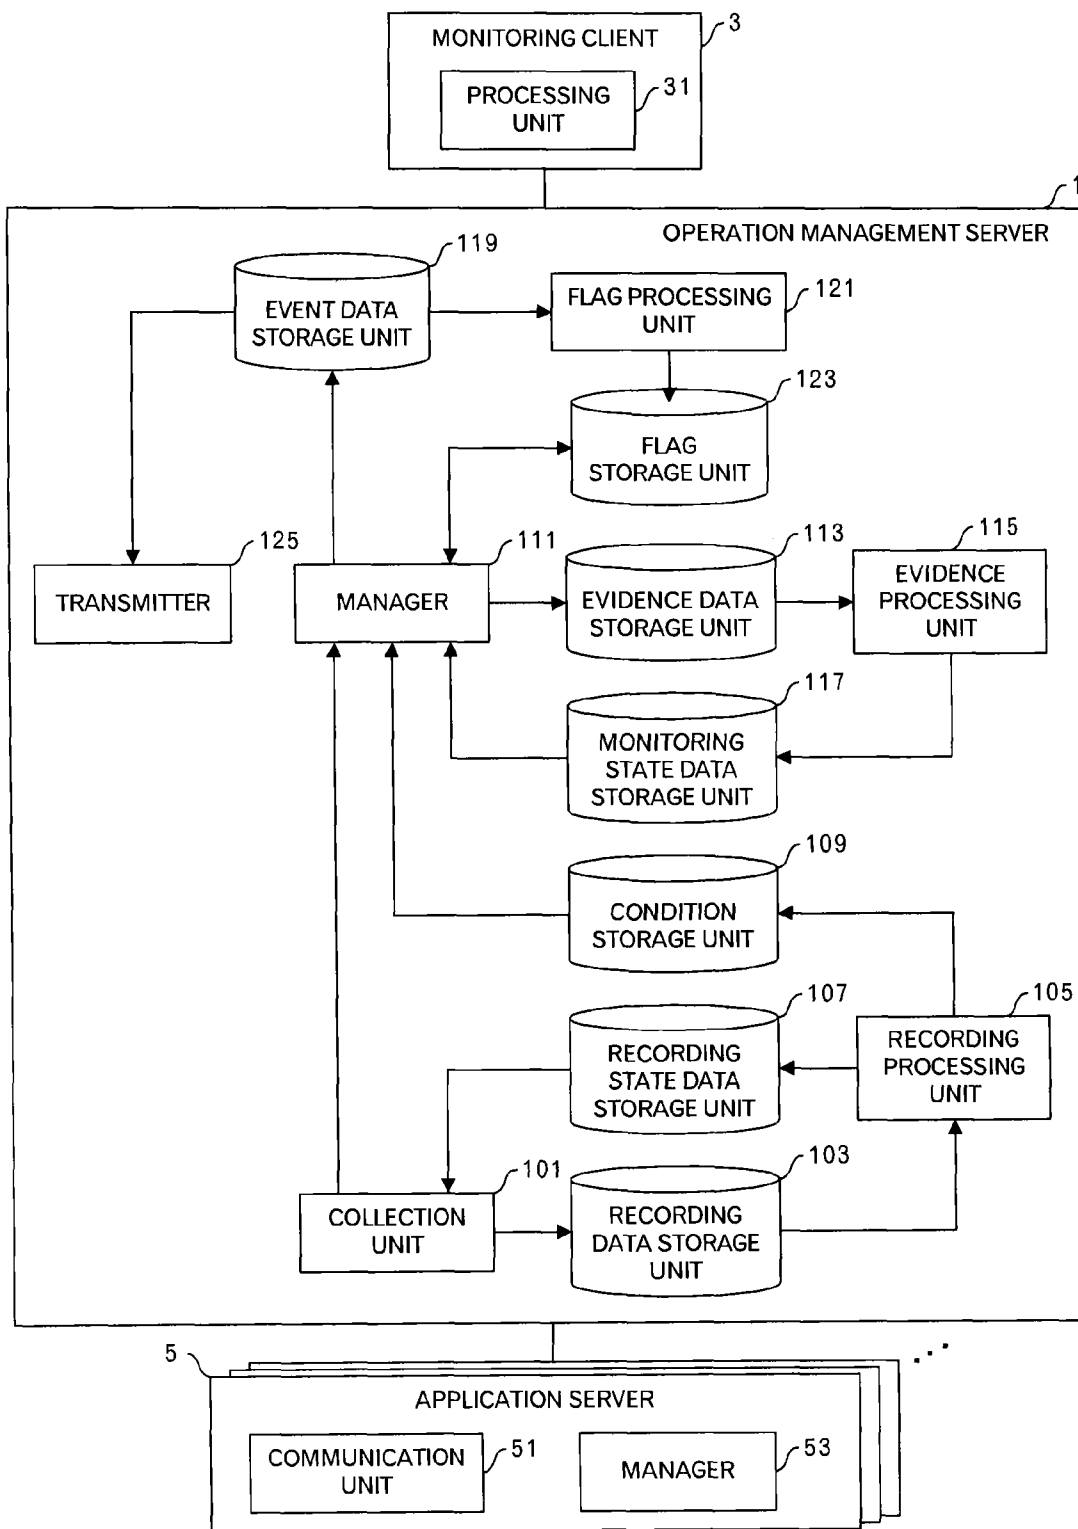 MONITORING CLIENT
3
PROCESSING
UNIT
31
1
OPERATION MANAGEMENT SERVER
119
EVENT DATA
STORAGE UNIT
FLAG PROCESSING
UNIT
121
123
FLAG
STORAGE UNIT
125
TRANSMITTER
111
MANAGER
113
EVIDENCE DATA
STORAGE UNIT
115
EVIDENCE
PROCESSING
UNIT
117
MONITORING
STATE DATA
STORAGE UNIT
109
CONDITION
STORAGE UNIT
107
RECORDING
STATE DATA
STORAGE UNIT
105
RECORDING
PROCESSING
UNIT
101
COLLECTION
UNIT
103
RECORDING
DATA STORAGE
UNIT
5
APPLICATION SERVER
COMMUNICATION
UNIT
51
MANAGER
53